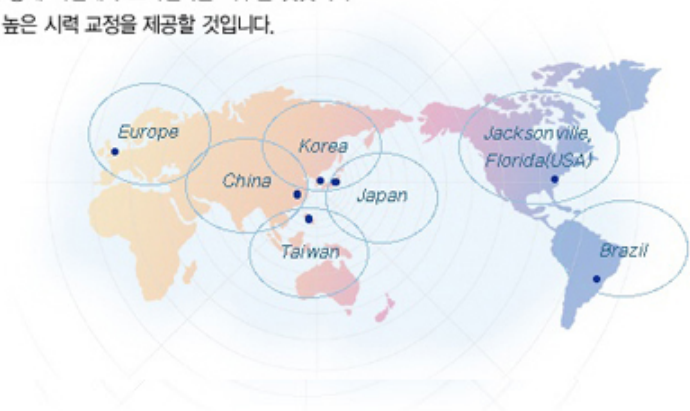 높은 시력 교정을 제공할 것입니다.
Europe
Korea
China
Japan
Taiwan
Jacksonville,
Florida(USA)
Brazil